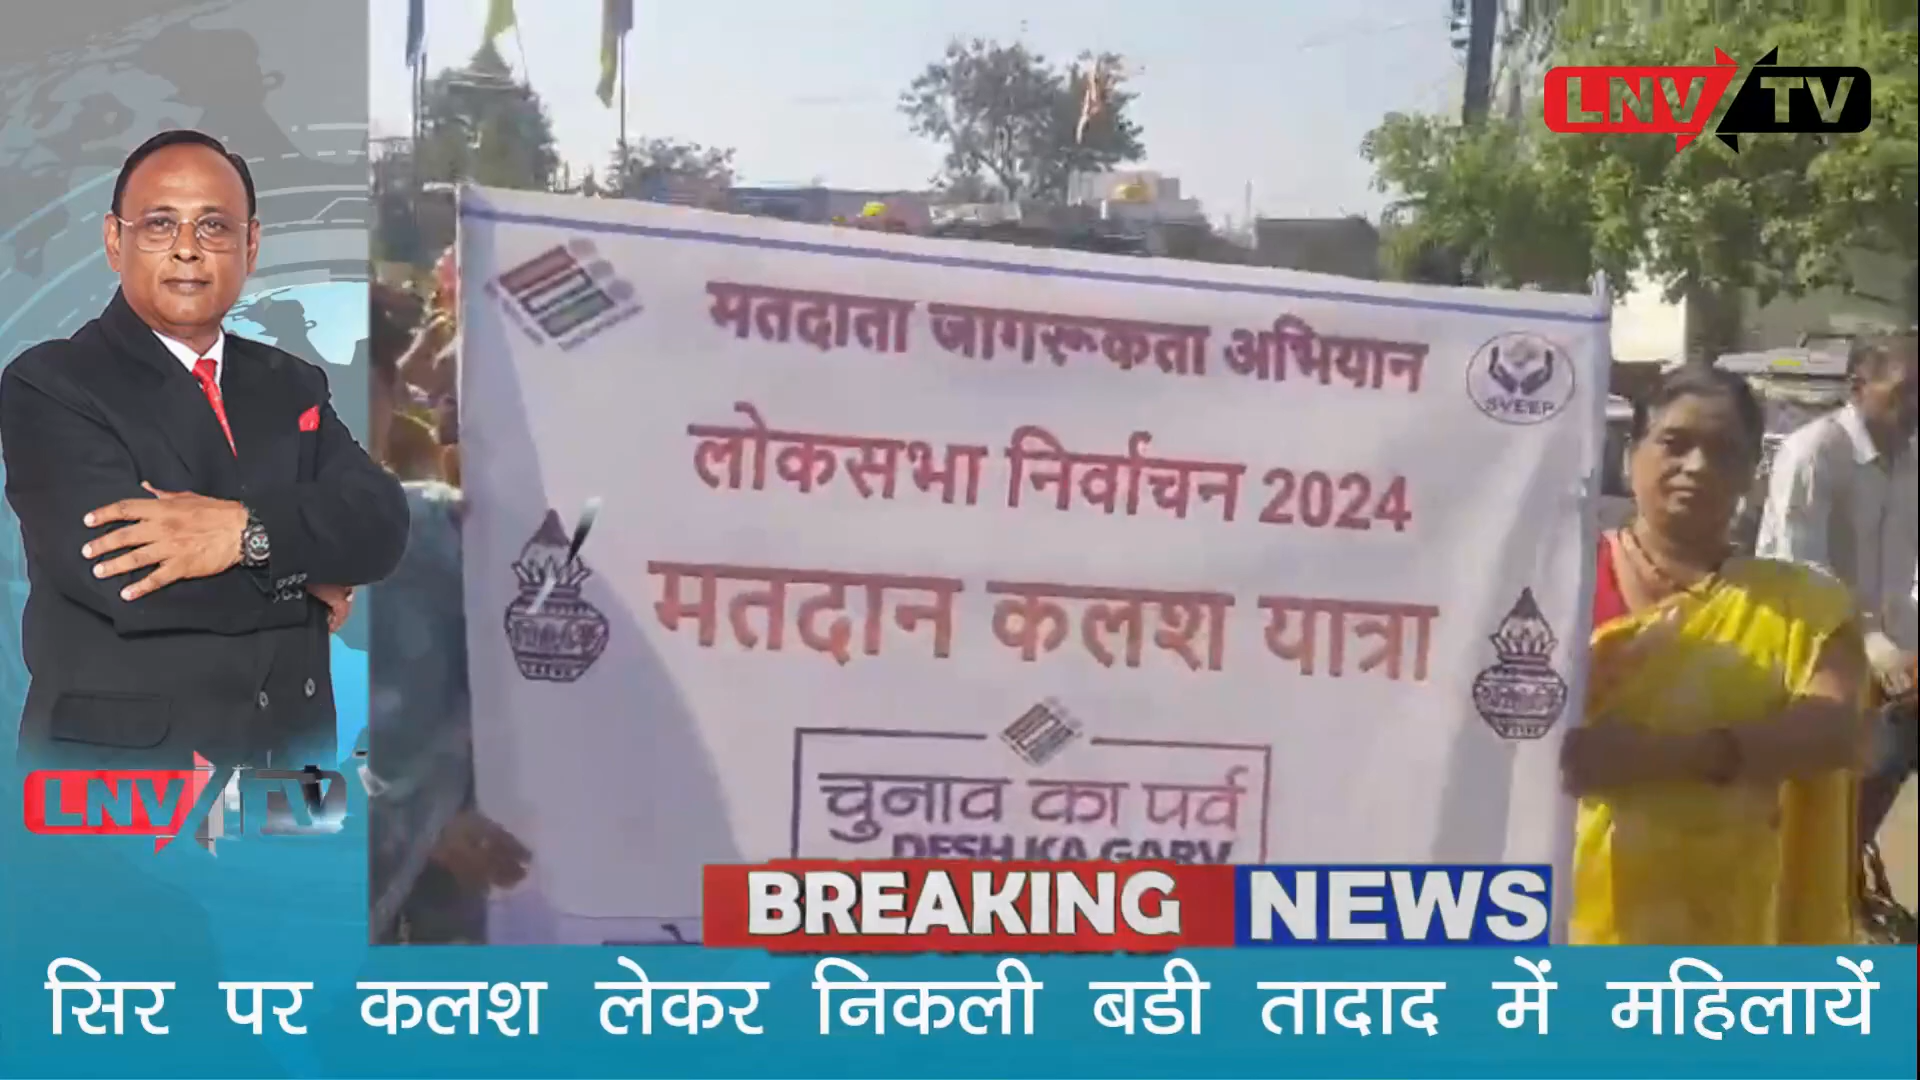 LNV TV
मतदाता जागरूकता अभियान
SVEEP
लोकसभा निर्वाचन 2024
मतदान कलश यात्रा
चुनाव का पर्व
DESH KA GARV
LNV TV
BREAKING NEWS
सिर पर कलश लेकर निकली बडी तादाद में महिलायें